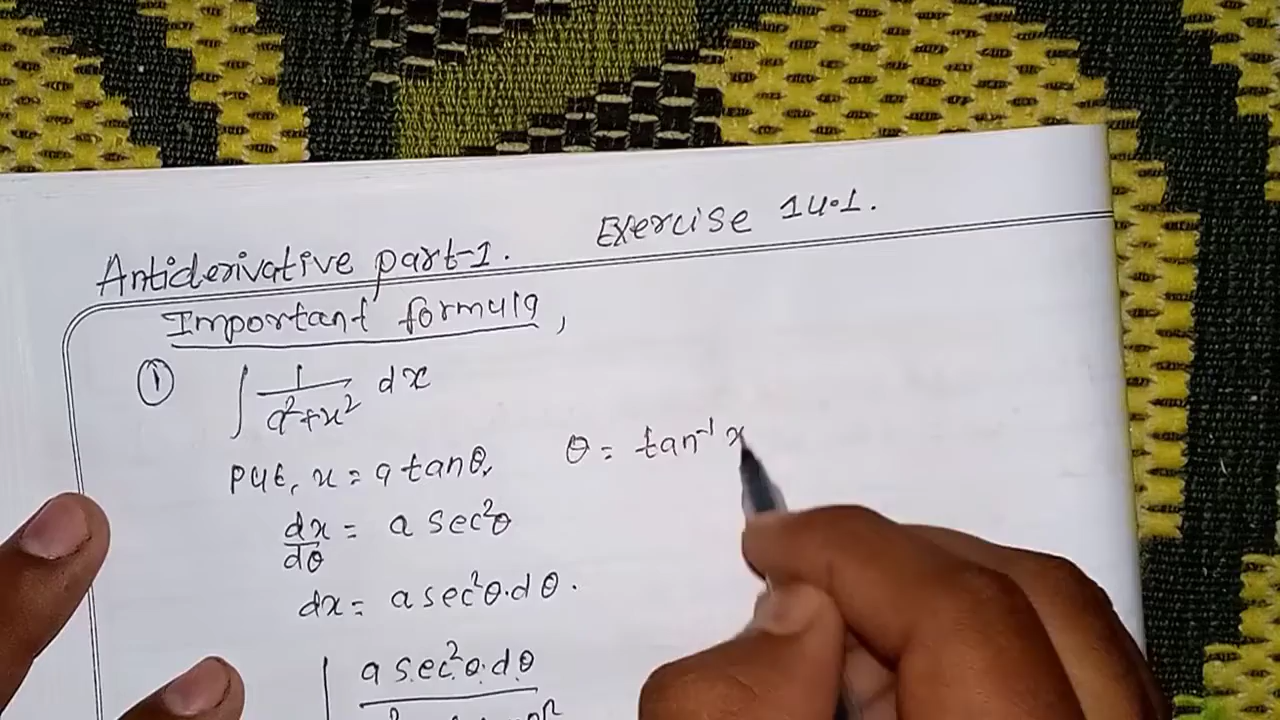 Antiderivative part-1. Exercise 14.1.
Important formula,
① ∫ 1/(a²+x²) dx
put, x = a tanθ, θ = tan⁻¹ x
dx/dθ = a sec²θ
dx = a sec²θ.dθ.
a sec²θ.dθ